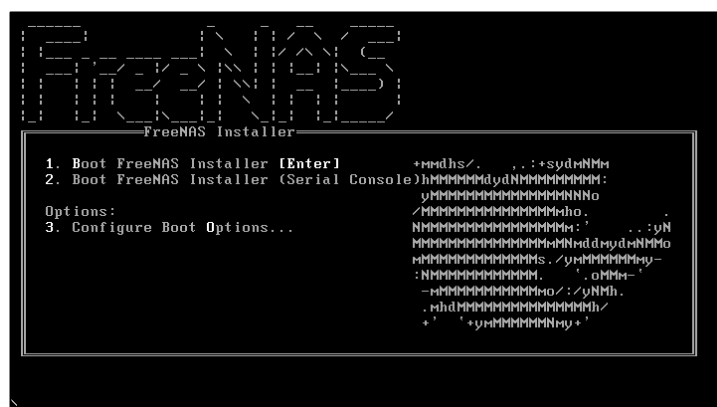 FreeNAS
FreeNAS Installer
1. Boot FreeNAS Installer [Enter]
2. Boot FreeNAS Installer (Serial Console)
Options:
3. Configure Boot Options...